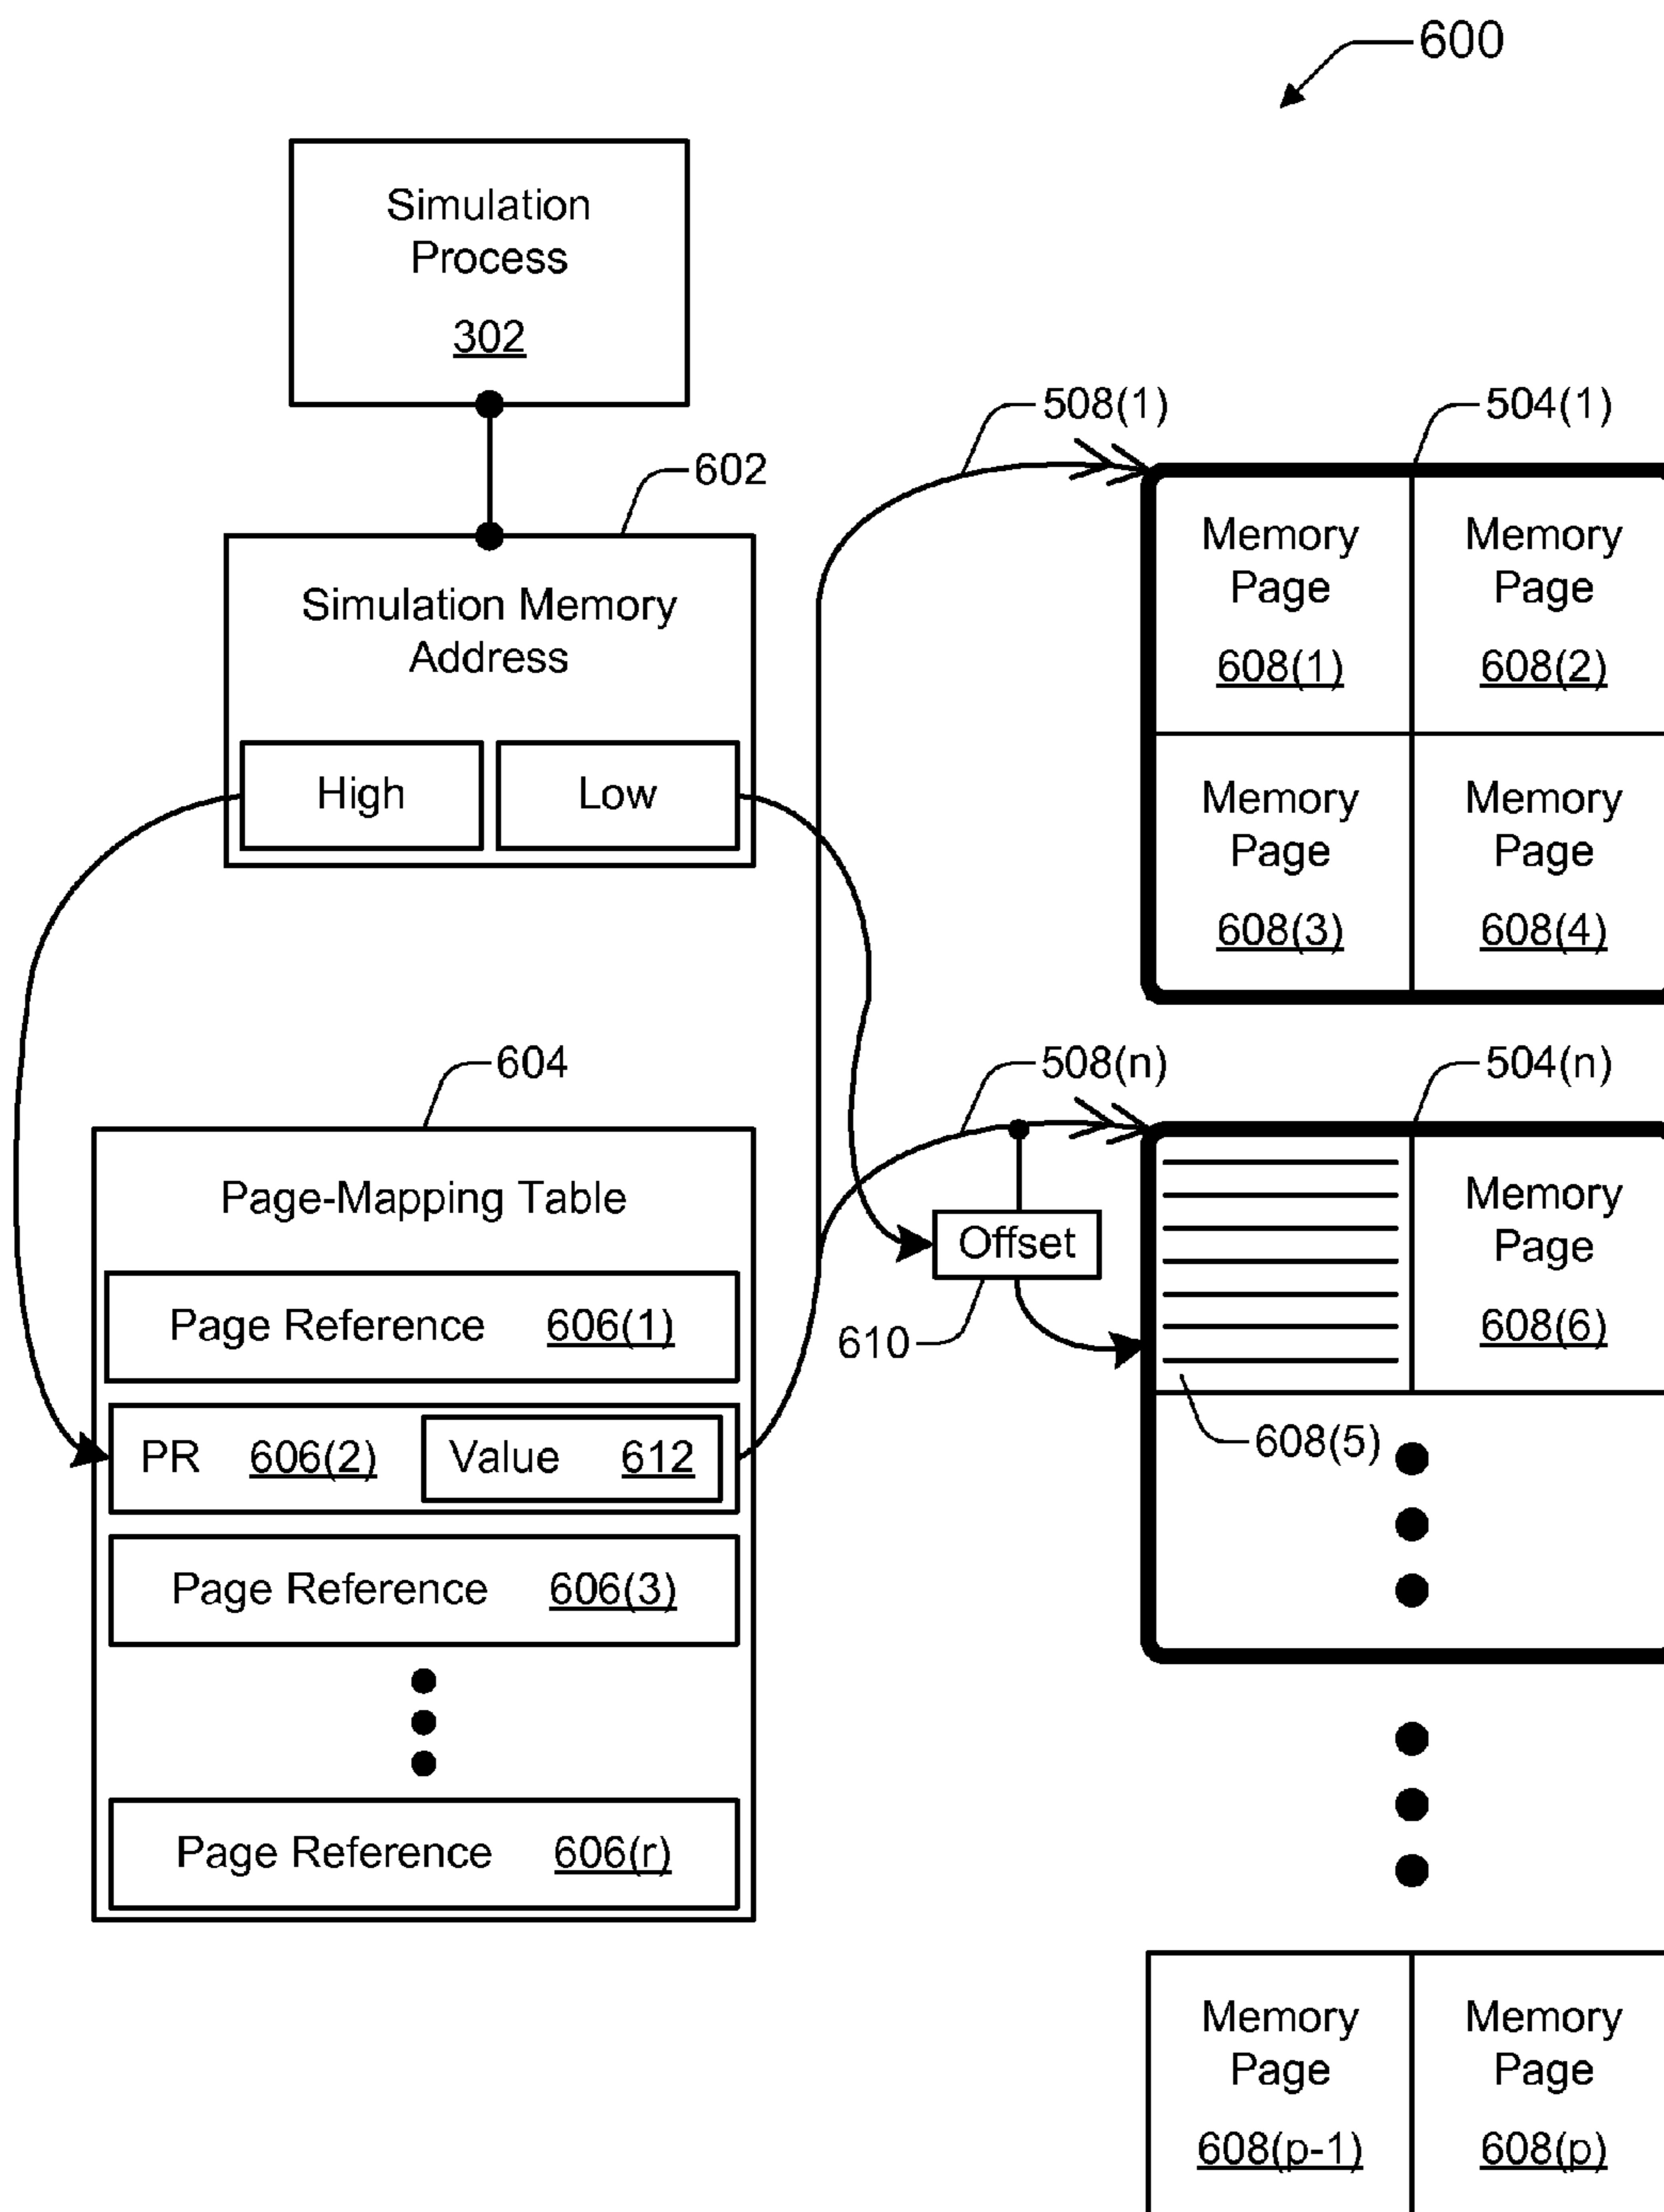 600
Simulation
Process
302
602
Simulation Memory
Address
High
Low
508(1)
504(1)
Memory
Page
608(1)
Memory
Page
608(2)
Memory
Page
608(3)
Memory
Page
608(4)
604
Page-Mapping Table
Page Reference 606(1)
PR 606(2) Value 612
Page Reference 606(3)
Page Reference 606(r)
508(n)
504(n)
Offset
610
608(5)
Memory
Page
608(6)
Memory
Page
608(p-1)
Memory
Page
608(p)